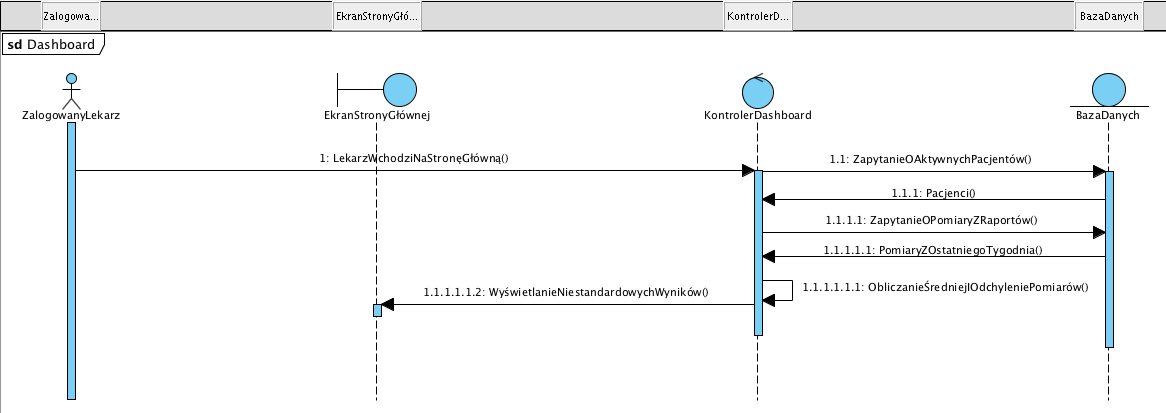 Zalogowa...
EkranStronyGłó...
KontrolerD...
BazaDanych
sd Dashboard
ZalogowanyLekarz
EkranStronyGłównej
KontrolerDashboard
BazaDanych
1: LekarzWchodziNaStronęGłówną()
1.1: ZapytanieOAktywnychPacjentów()
1.1.1: Pacjenci()
1.1.1.1: ZapytanieOPomiaryZRaportów()
1.1.1.1.1: PomiaryZOstatniegoTygodnia()
1.1.1.1.1.1: ObliczanieŚredniejIOdchyleniePomiarów()
1.1.1.1.1.2: WyświetlanieNiestandardowychWyników()